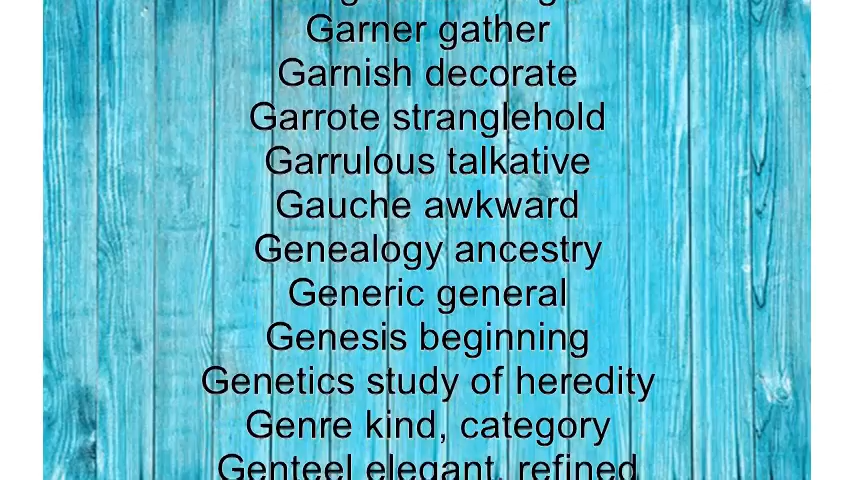 Garner gather
Garnish decorate
Garrote stranglehold
Garrulous talkative
Gauche awkward
Genealogy ancestry
Generic general
Genesis beginning
Genetics study of heredity
Genre kind, category
Genteel elegant, refined